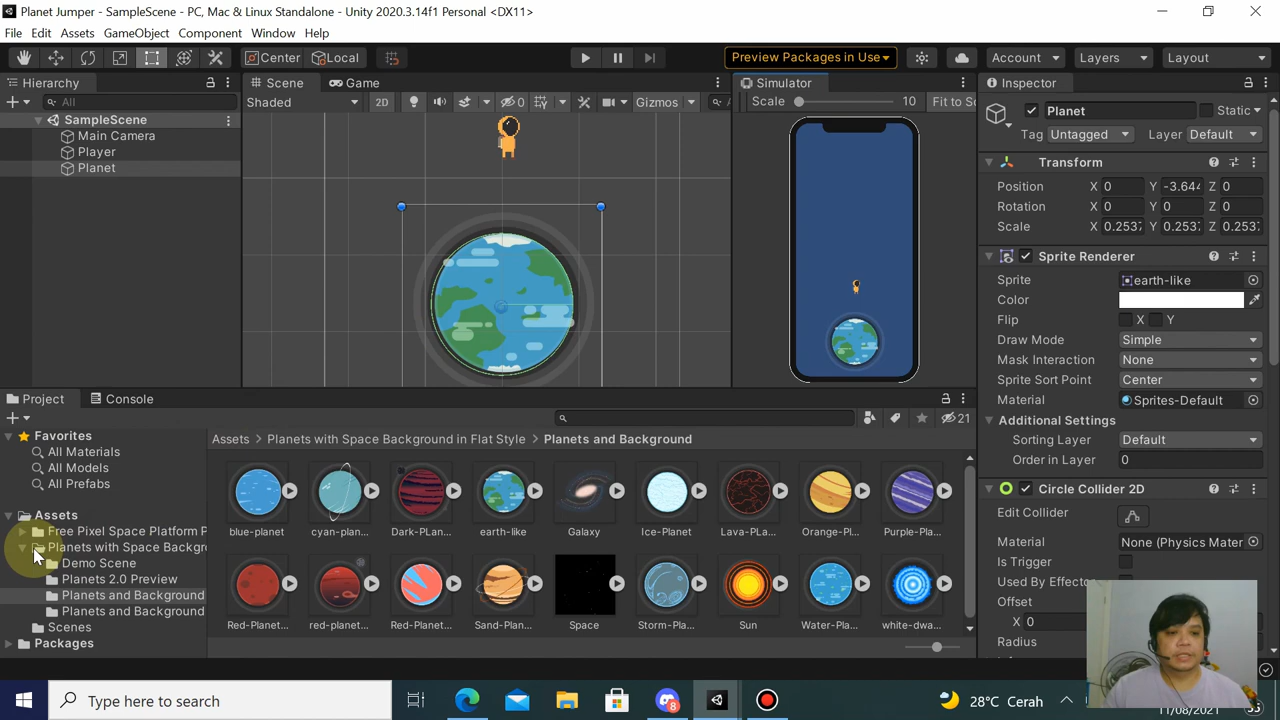 Planet Jumper - SampleScene - PC, Mac & Linux Standalone - Unity 2020.3.14f1 Personal <DX11>
File Edit Assets GameObject Component Window Help
Center Local Preview Packages in Use Account Layers Layout
Hierarchy
All
SampleScene
Main Camera
Player
Planet
Scene Game
Shaded 2D 0 Gizmos A
Simulator
Scale 10 Fit to Sc
Inspector
Planet Static
Tag Untagged Layer Default
Transform
Position X 0 Y -3.644 Z 0
Rotation X 0 Y 0 Z 0
Scale X 0.2537 Y 0.2537 Z 0.2537
Sprite Renderer
Sprite earth-like
Color
Flip X Y
Draw Mode Simple
Mask Interaction None
Sprite Sort Point Center
Material Sprites-Default
Additional Settings
Sorting Layer Default
Order in Layer 0
Circle Collider 2D
Edit Collider
Material None (Physics Mater
Is Trigger
Used By Effecto
Offset
X 0
Radius
Project Console
21
Favorites
All Materials
All Models
All Prefabs
Assets
Free Pixel Space Platform P
Planets with Space Backgro
Demo Scene
Planets 2.0 Preview
Planets and Background
Planets and Background
Scenes
Packages
Assets > Planets with Space Background in Flat Style > Planets and Background
blue-planet cyan-plan... Dark-PLan... earth-like Galaxy Ice-Planet Lava-PLa... Orange-Pl... Purple-Pla...
Red-Planet... red-planet... Red-Planet... Sand-Plan... Space Storm-Pla... Sun Water-Pla... white-dwa...
Type here to search
8
28°C Cerah
11/08/2021